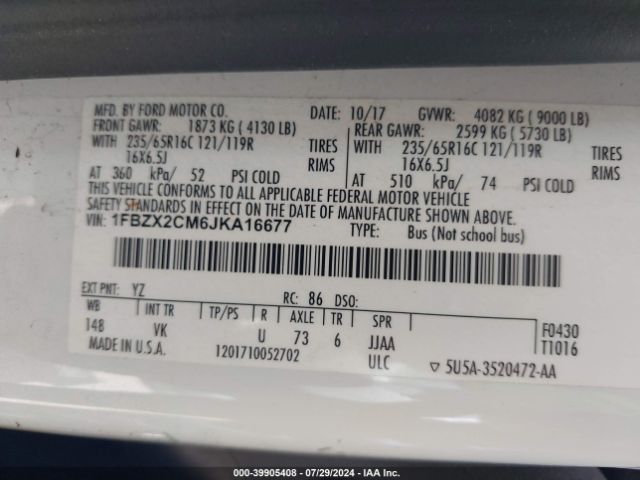 MFD. BY FORD MOTOR CO. DATE: 10/17 GVWR: 4082 KG ( 9000 LB)
FRONT GAWR: 1873 KG ( 4130 LB) REAR GAWR: 2599 KG ( 5730 LB)
WITH 235/65R16C 121/119R TIRES WITH 235/65R16C 121/119R TIRES
16X6.5J RIMS 16X6.5J RIMS
AT 360 kPa/ 52 PSI COLD AT 510 kPa/ 74 PSI COLD
THIS VEHICLE CONFORMS TO ALL APPLICABLE FEDERAL MOTOR VEHICLE
SAFETY STANDARDS IN EFFECT ON THE DATE OF MANUFACTURE SHOWN ABOVE.
VIN: 1FBZX2CM6JKA16677 TYPE: Bus (Not school bus)
EXT PNT: YZ RC: 86 DSO:
WB INT TR TP/PS R AXLE TR SPR F0430
148 VK U 73 6 JJAA T1016
MADE IN U.S.A. 1201710052702 ULC ▽ 5U5A-3520472-AA
000-39905408 - 07/29/2024 - IAA Inc.